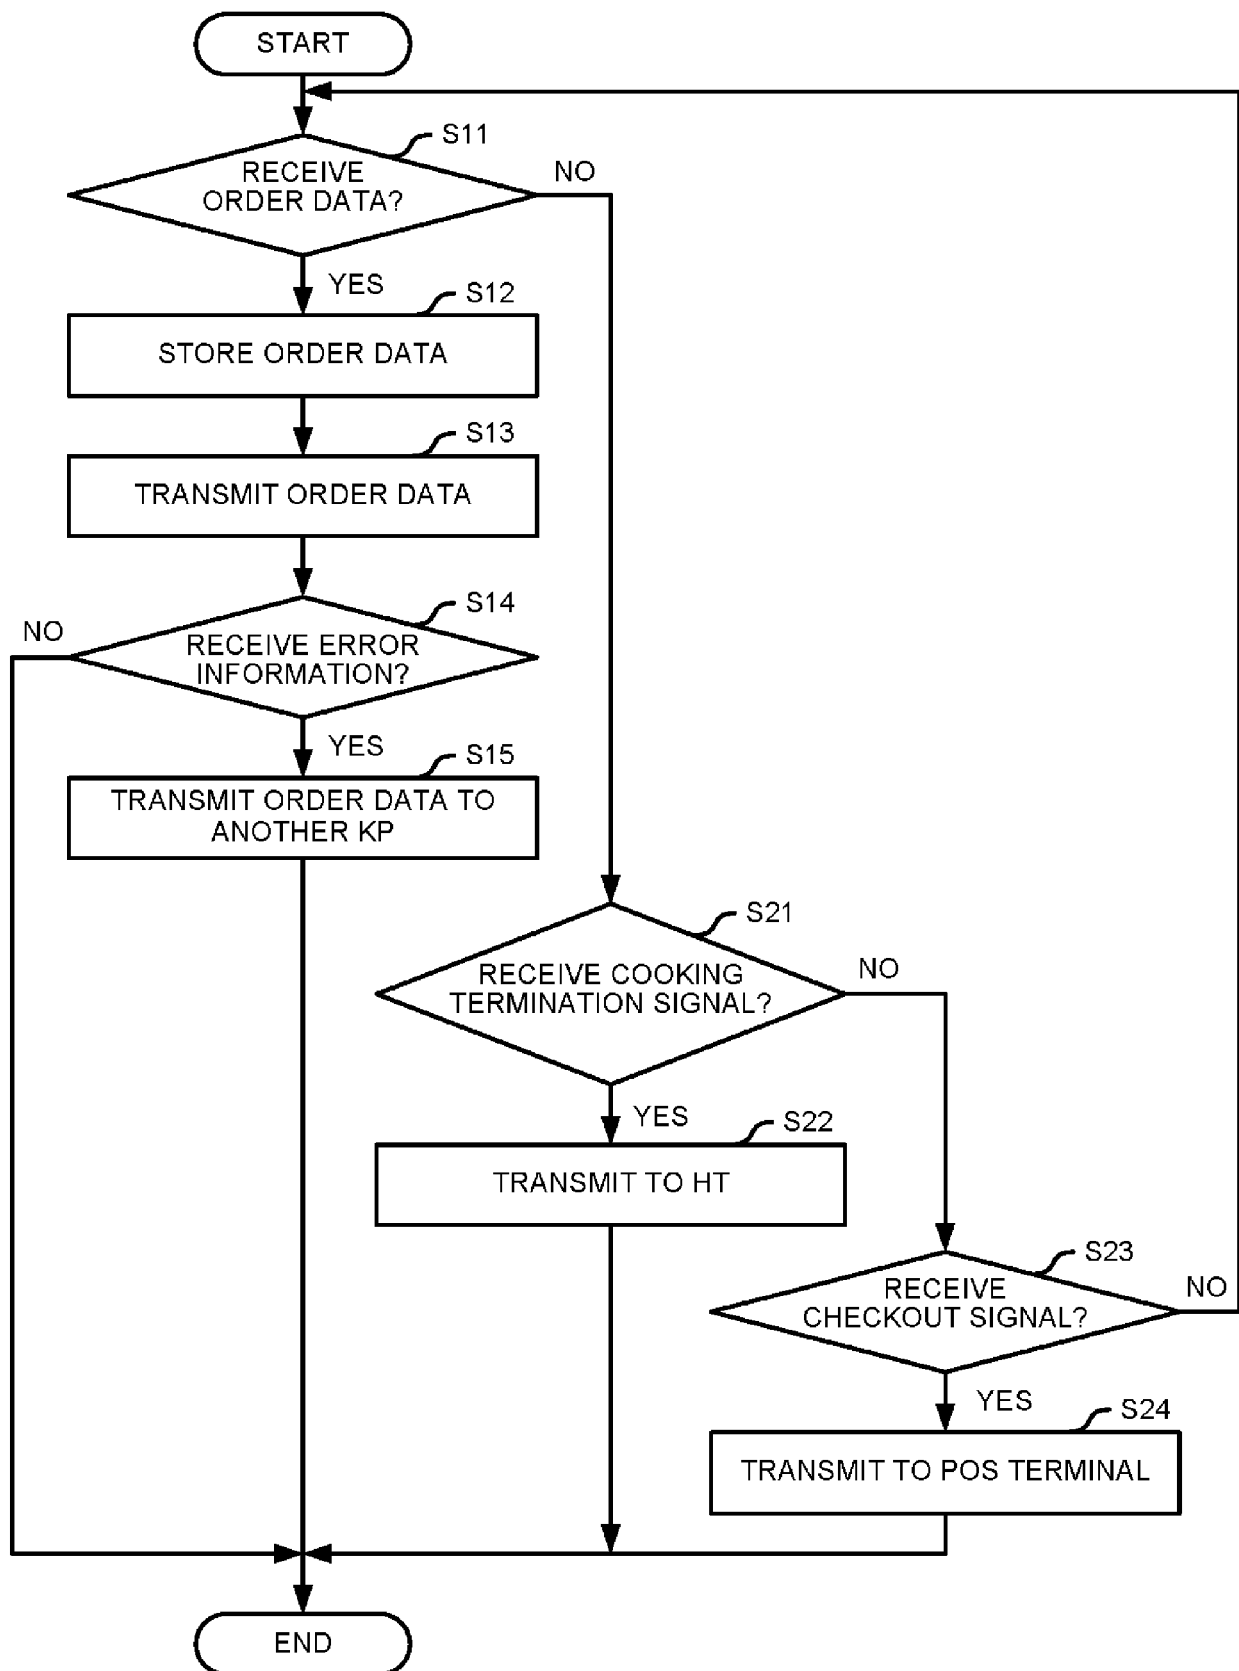 START
S11
RECEIVE
ORDER DATA?
NO
YES
S12
STORE ORDER DATA
S13
TRANSMIT ORDER DATA
S14
NO
RECEIVE ERROR
INFORMATION?
YES
S15
TRANSMIT ORDER DATA TO
ANOTHER KP
S21
RECEIVE COOKING
TERMINATION SIGNAL?
NO
YES
S22
TRANSMIT TO HT
S23
RECEIVE
CHECKOUT SIGNAL?
NO
YES
S24
TRANSMIT TO POS TERMINAL
END